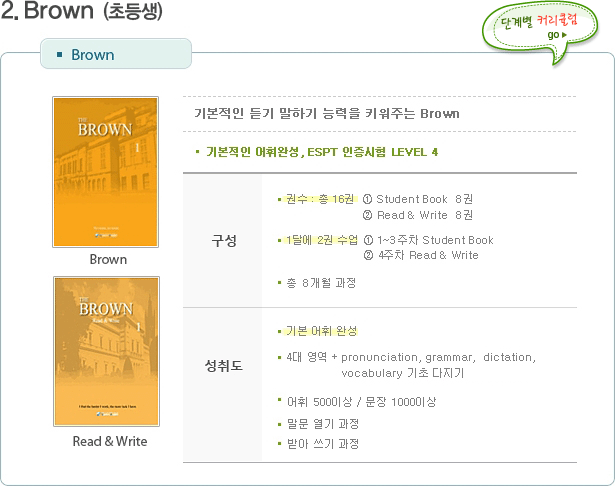 2. Brown (초등생)
단계별 커리큘럼
go
Brown
THE
BROWN
1
Brown
THE
BROWN
Read & Write
1
Read & Write
기본적인 듣기 말하기 능력을 키워주는 Brown
기본적인 어휘완성, ESPT 인증시험 LEVEL 4
구성
권수 : 총 16권 ① Student Book 8권
② Read & Write 8권
1달에 2권 수업 ① 1~3주차 Student Book
② 4주차 Read & Write
총 8개월 과정
성취도
기본 어휘 완성
4대 영역 + pronunciation, grammar, dictation,
vocabulary 기초 다지기
어휘 5000이상 / 문장 10000이상
말문 열기 과정
받아 쓰기 과정